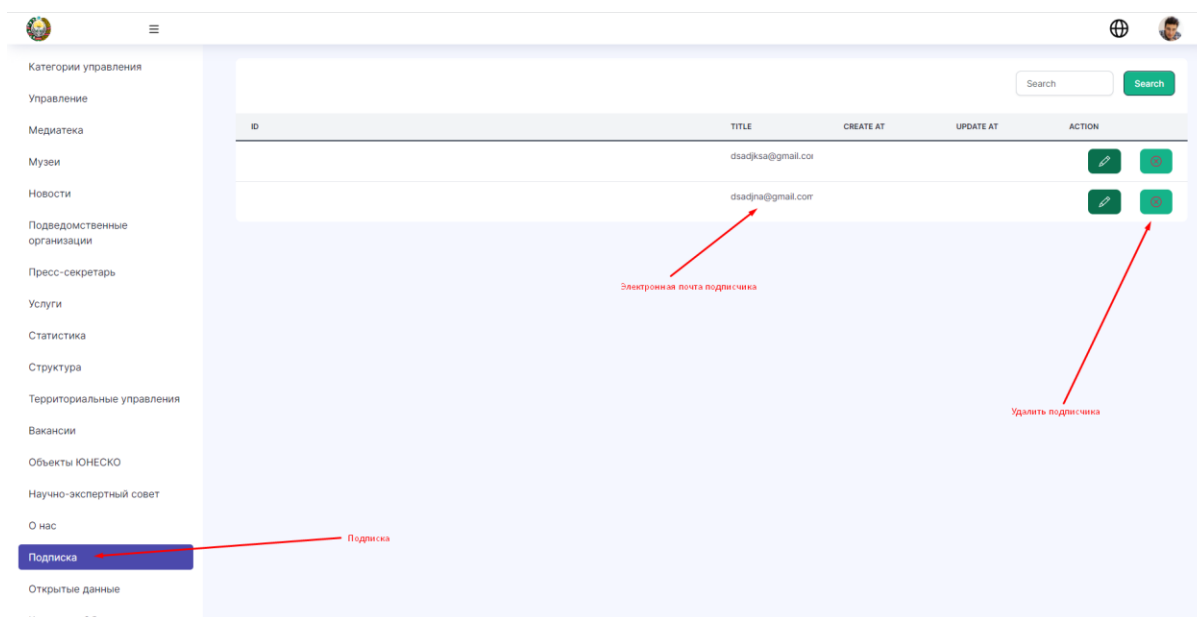 Категории управления
Управление
Медиатека
Музеи
Новости
Подведомственные
организации
Пресс-секретарь
Услуги
Статистика
Структура
Территориальные управления
Вакансии
Объекты ЮНЕСКО
Научно-экспертный совет
О нас
Подписка
Открытые данные
Search Search
ID TITLE CREATE AT UPDATE AT ACTION
dsadjksa@gmail.com
dsadjna@gmail.com
Электронная почта подписчика
Удалить подписчика
Подписка